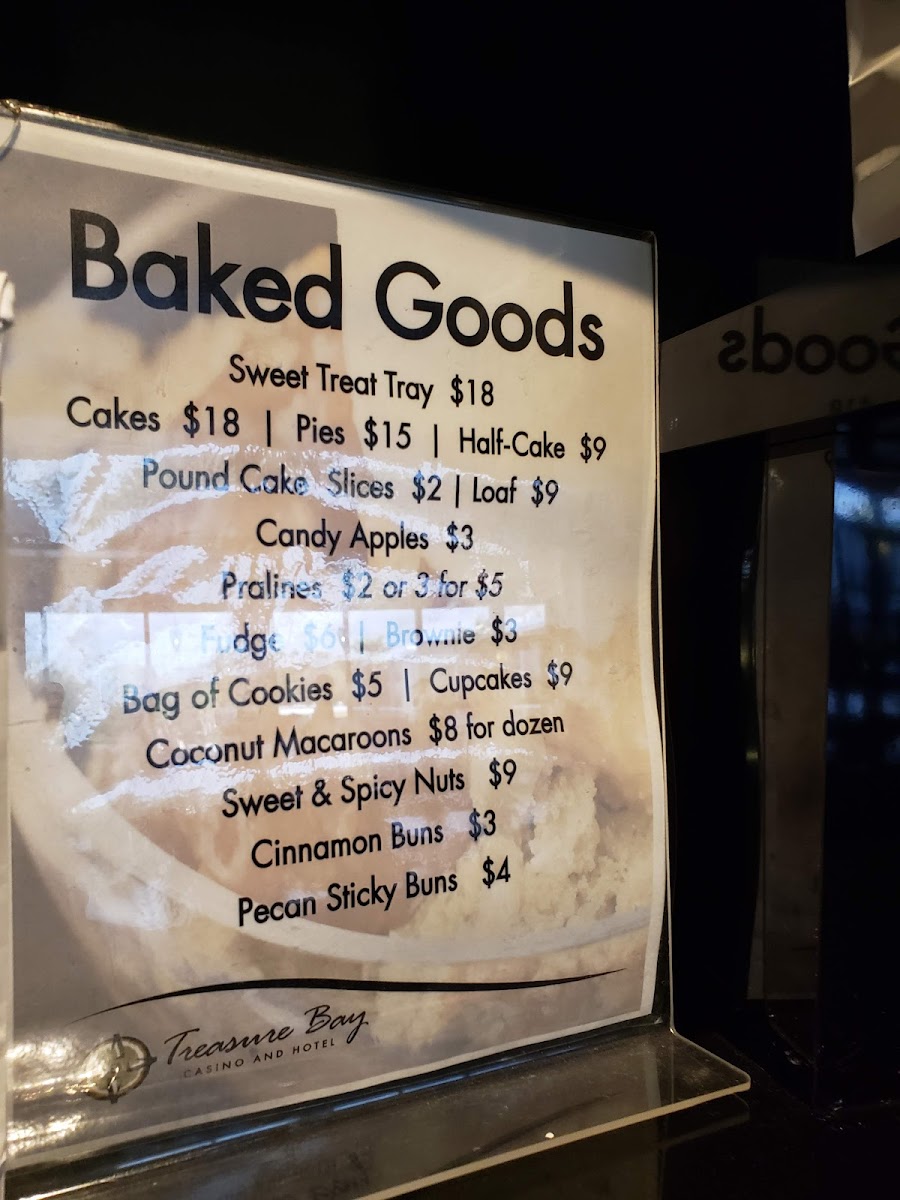 Baked Goods
Sweet Treat Tray $18
Cakes $18 | Pies $15 | Half-Cake $9
Pound Cake Slices $2 | Loaf $9
Candy Apples $3
Pralines $2 or 3 for $5
Fudge $6 | Brownie $3
Bag of Cookies $5 | Cupcakes $9
Coconut Macaroons $8 for dozen
Sweet & Spicy Nuts $9
Cinnamon Buns $3
Pecan Sticky Buns $4
Treasure Bay
CASINO AND HOTEL
Goods